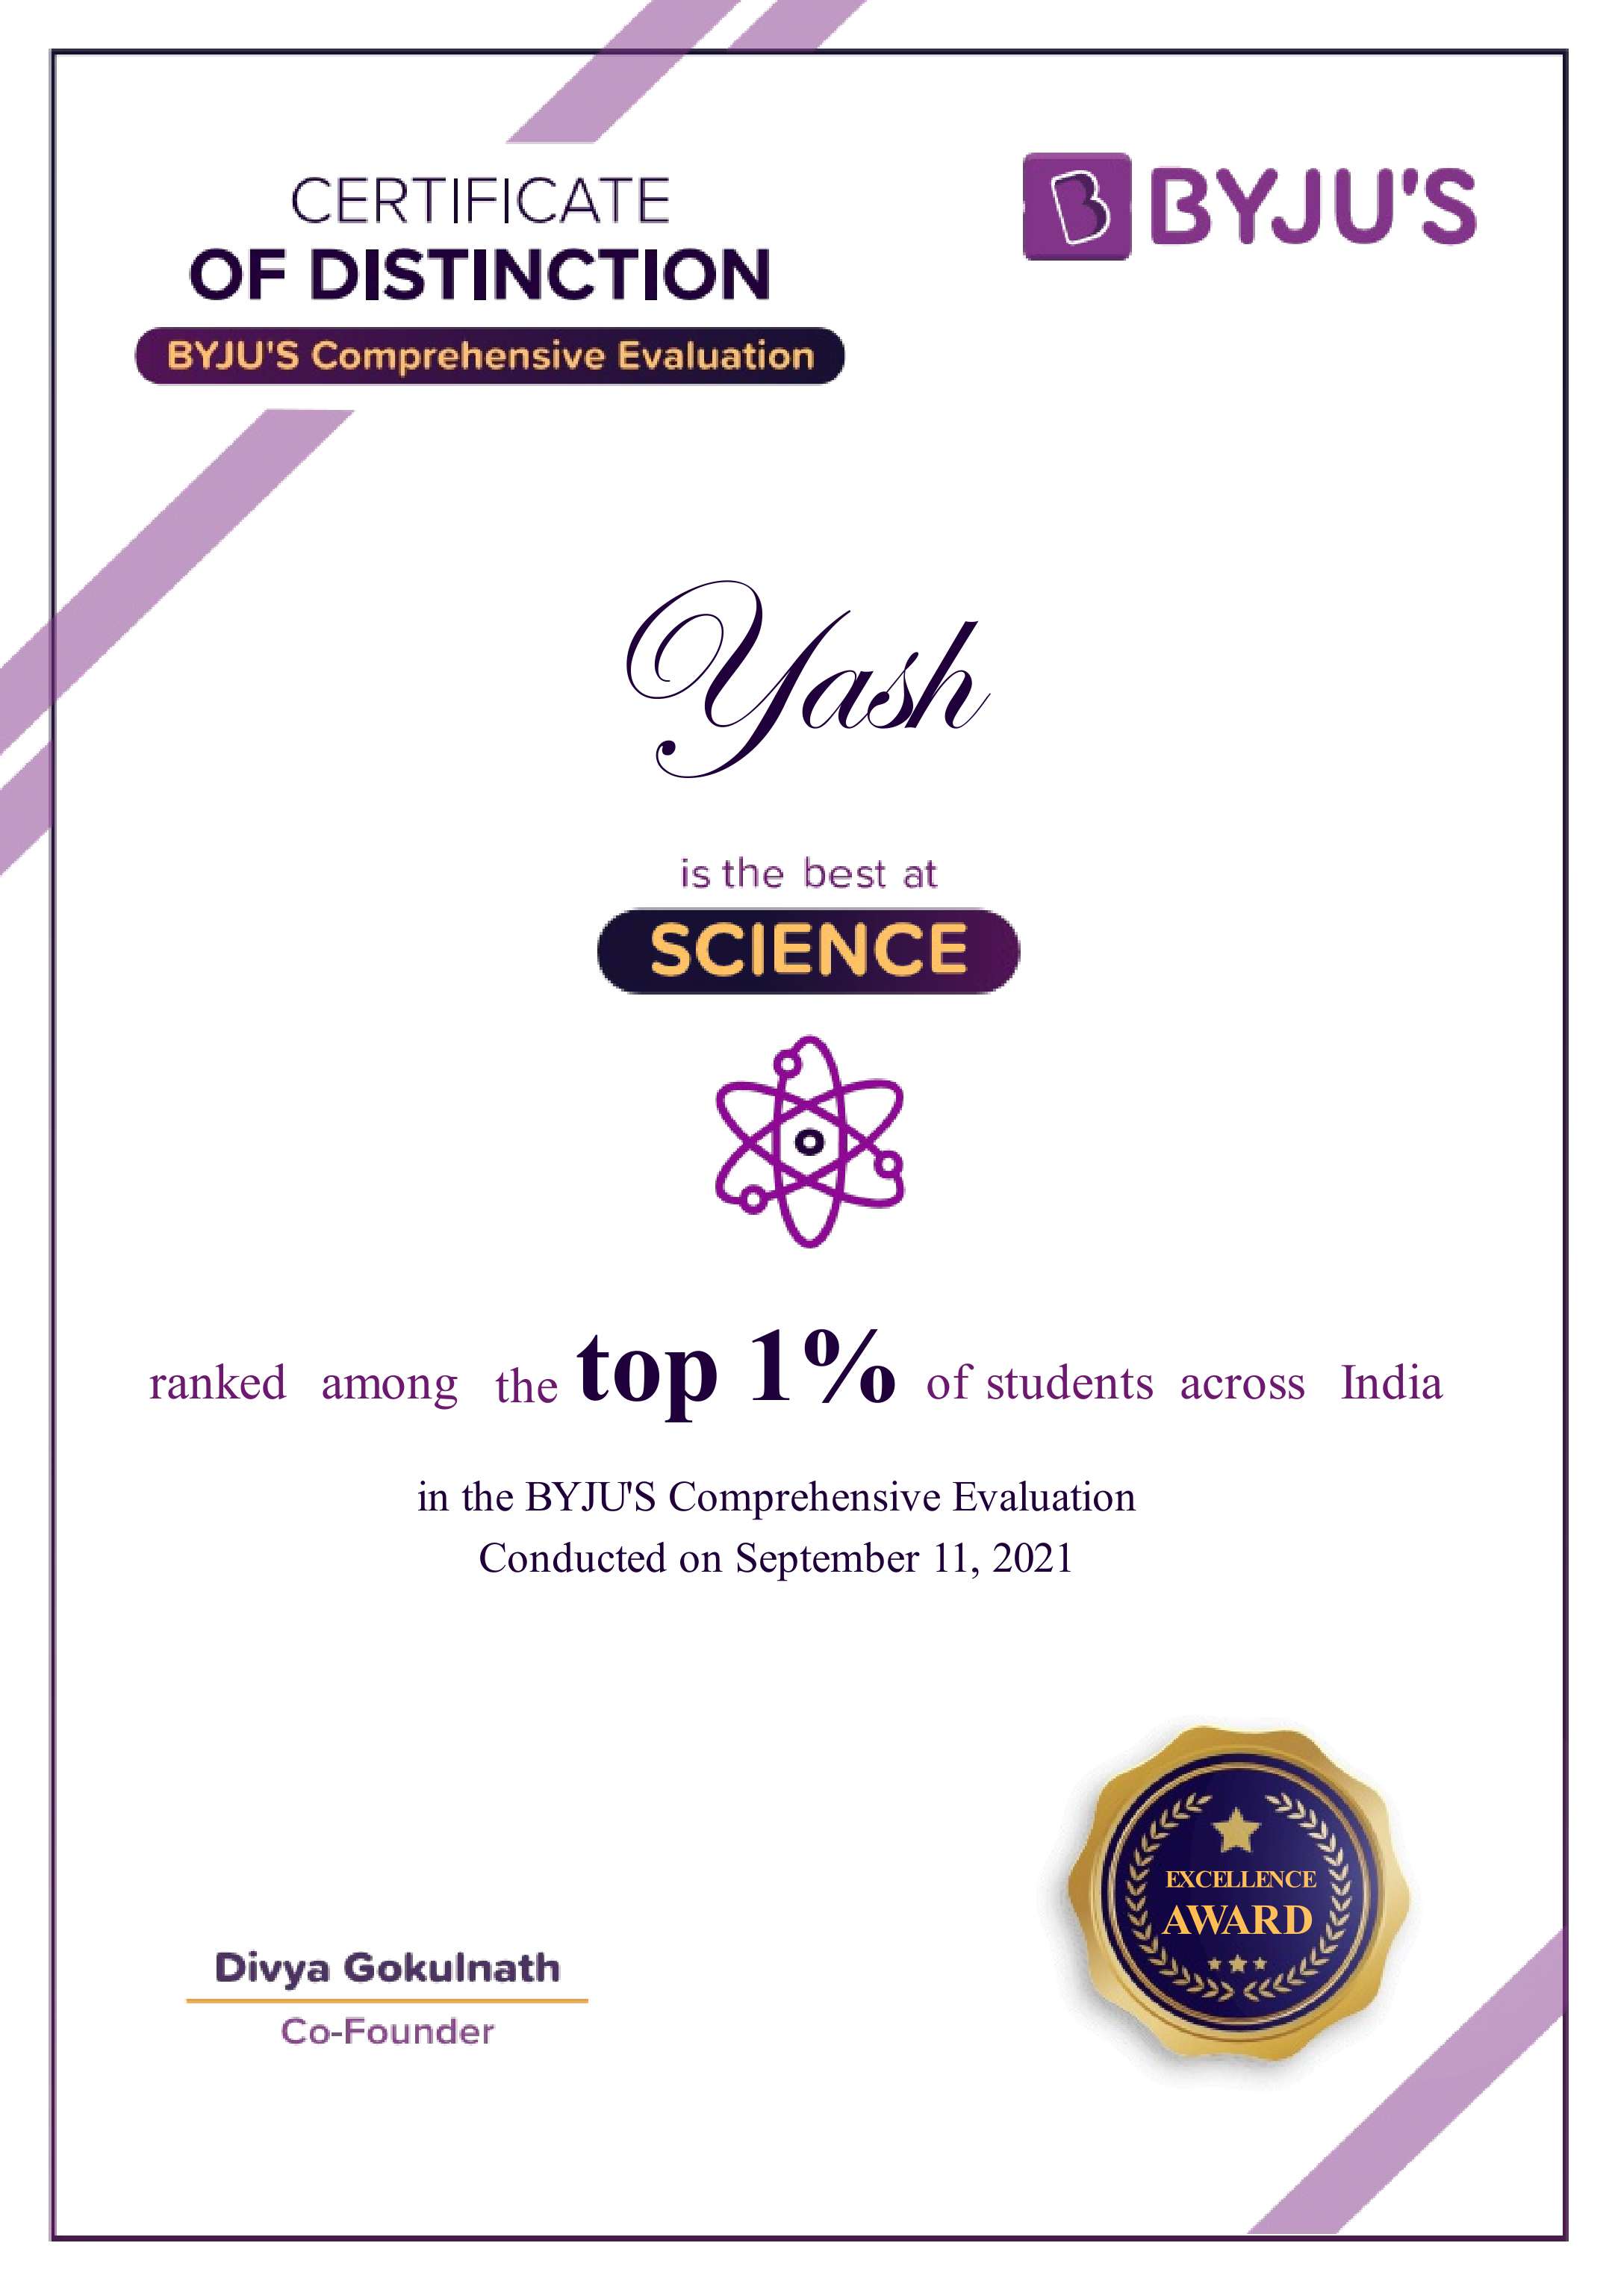 CERTIFICATE
OF DISTINCTION
BYJU'S Comprehensive Evaluation
BYJU'S
Yash
is the best at
SCIENCE
ranked among the top 1% of students across India
in the BYJU'S Comprehensive Evaluation
Conducted on September 11, 2021
EXCELLENCE
AWARD
Divya Gokulnath
Co-Founder